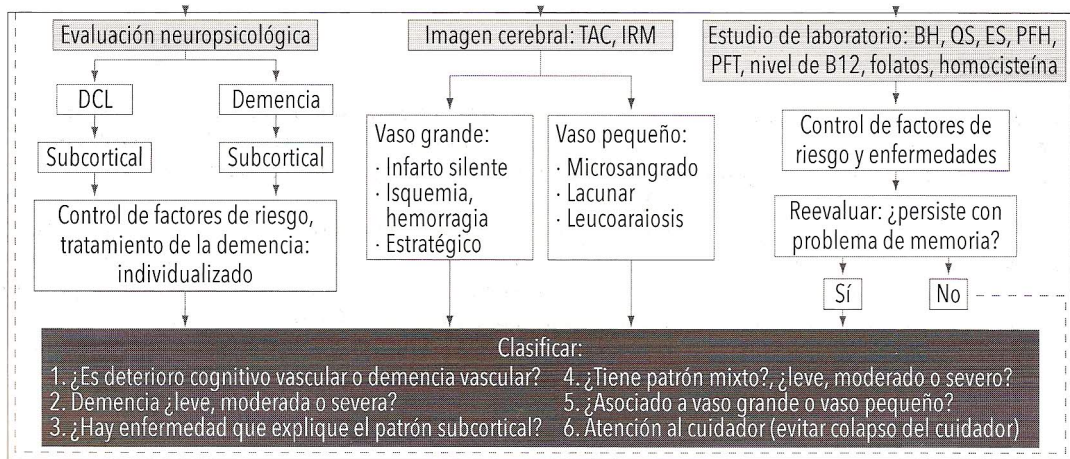 Evaluación neuropsicológica
DCL
Demencia
Subcortical
Subcortical
Control de factores de riesgo,
tratamiento de la demencia:
individualizado
Imagen cerebral: TAC, IRM
Vaso grande:
· Infarto silente
· Isquemia,
hemorragia
· Estratégico
Vaso pequeño:
· Microsangrado
· Lacunar
· Leucoaraiosis
Estudio de laboratorio: BH, QS, ES, PFH,
PFT, nivel de B12, folatos, homocisteína
Control de factores de
riesgo y enfermedades
Reevaluar: ¿persiste con
problema de memoria?
Sí
No
Clasificar:
1. ¿Es deterioro cognitivo vascular o demencia vascular?
2. Demencia ¿leve, moderada o severa?
3. ¿Hay enfermedad que explique el patrón subcortical?
4. ¿Tiene patrón mixto?, ¿leve, moderado o severo?
5. ¿Asociado a vaso grande o vaso pequeño?
6. Atención al cuidador (evitar colapso del cuidador)